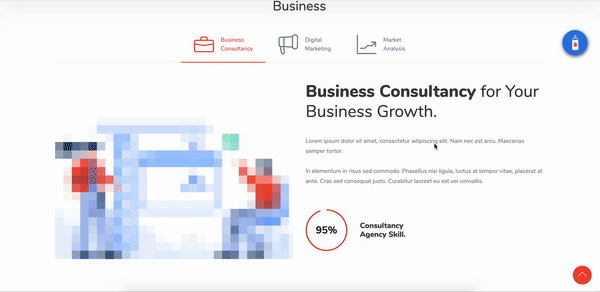 Business
Business
Consultancy
Digital
Marketing
Market
Analysis
Business Consultancy for Your
Business Growth.
Lorem ipsum dolor sit amet, consectetur adipiscing elit. Nam nec est arcu. Maecenas
semper tortor.
In elementum in risus sed commodo. Phasellus nisi ligula, luctus at tempor vitae, placerat at
ante. Cras sed consequat justo. Curabitur laoreet eu est vel convallis.
95%
Consultancy
Agency Skill.